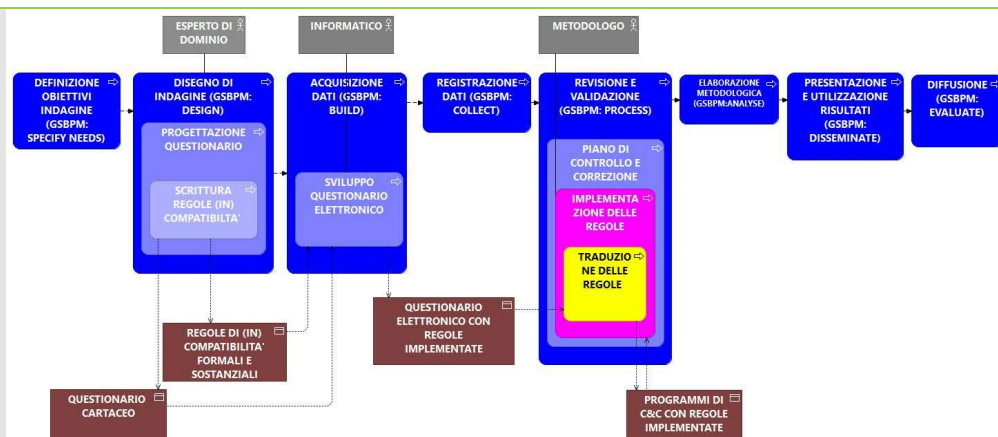 ESPERTO DI
DOMINIO
INFORMATICO
METODOLOGO
DEFINIZIONE
OBIETTIVI
INDAGINE
(GSBPM:
SPECIFY NEEDS)
DISEGNO DI
INDAGINE (GSBPM:
DESIGN)
PROGETTAZIONE
QUESTIONARIO
SCRITTURA
REGOLE (IN)
COMPATIBILTA'
ACQUISIZIONE
DATI (GSBPM:
BUILD)
SVILUPPO
QUESTIONARIO
ELETTRONICO
REGISTRAZIONE
DATI (GSBPM:
COLLECT)
REVISIONE E
VALIDAZIONE
(GSBPM: PROCESS)
PIANO DI
CONTROLLO E
CORREZIONE
IMPLEMENTA
ZIONE DELLE
REGOLE
TRADUZIO
NE DELLE
REGOLE
ELABORAZIONE
METODOLOGICA
(GSBPM:ANALYSE)
PRESENTAZIONE
E UTILIZZAZIONE
RISULTATI
(GSBPM:
DISSEMINATE)
DIFFUSIONE
(GSBPM:
EVALUATE)
REGOLE DI (IN)
COMPATIBILITA'
FORMALI E
SOSTANZIALI
QUESTIONARIO
ELETTRONICO CON
REGOLE
IMPLEMENTATE
QUESTIONARIO
CARTACEO
PROGRAMMI DI
C&C CON REGOLE
IMPLEMENTATE